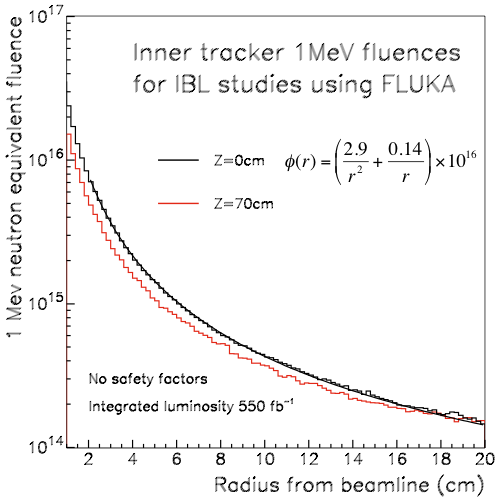 10^17
Inner tracker 1MeV fluences
for IBL studies using FLUKA
Z=0cm ϕ(r) = (2.9/r^2 + 0.14/r) × 10^16
Z=70cm
10^16
1 Mev neutron equivalent fluence
10^15
No safety factors
Integrated luminosity 550 fb^-1
10^14
2 4 6 8 10 12 14 16 18 20
Radius from beamline (cm)